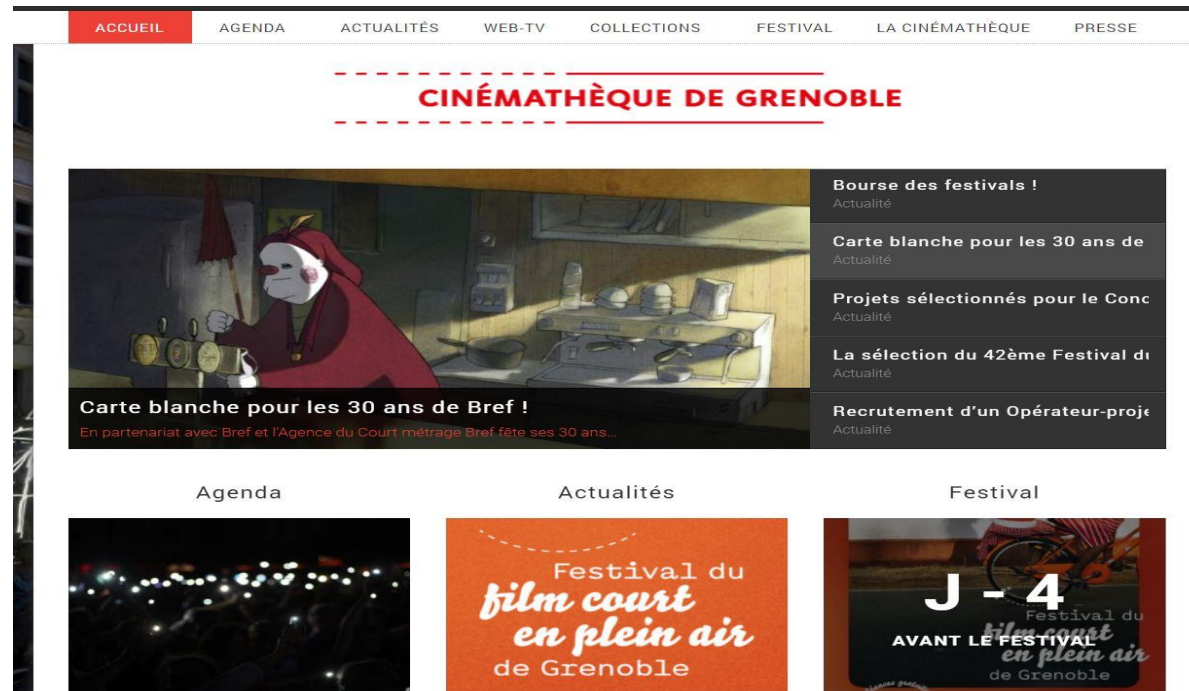 ACCUEIL AGENDA ACTUALITÉS WEB-TV COLLECTIONS FESTIVAL LA CINÉMATHÈQUE PRESSE
CINÉMATHÈQUE DE GRENOBLE
Carte blanche pour les 30 ans de Bref !
En partenariat avec Bref et l'Agence du Court métrage Bref fête ses 30 ans...
Bourse des festivals !
Actualité
Carte blanche pour les 30 ans de
Actualité
Projets sélectionnés pour le Conc
Actualité
La sélection du 42ème Festival du
Actualité
Recrutement d'un Opérateur-proje
Actualité
Agenda
Actualités
Festival du
film court
en plein air
de Grenoble
Festival
J - 4
AVANT LE FESTIVAL
Festival du
film court
en plein air
de Grenoble